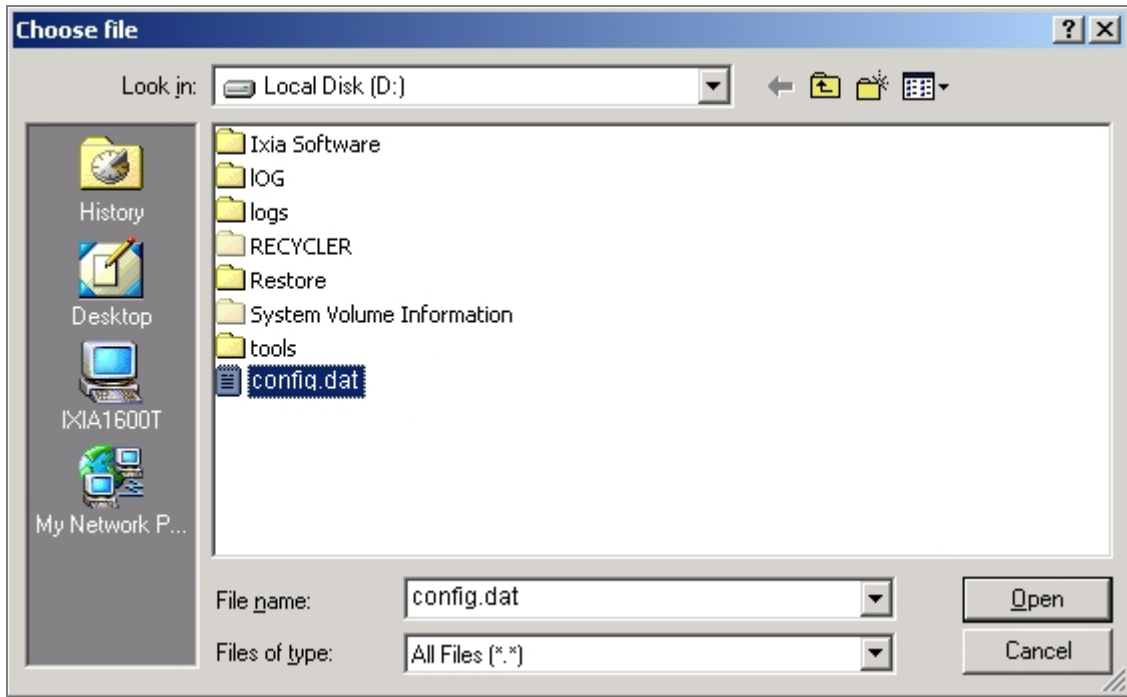 Choose file
Look in: Local Disk (D:)
History
Desktop
IXIA1600T
My Network P...
Ixia Software
lOG
logs
RECYCLER
Restore
System Volume Information
tools
config.dat
File name: config.dat Open
Files of type: All Files (*.*) Cancel